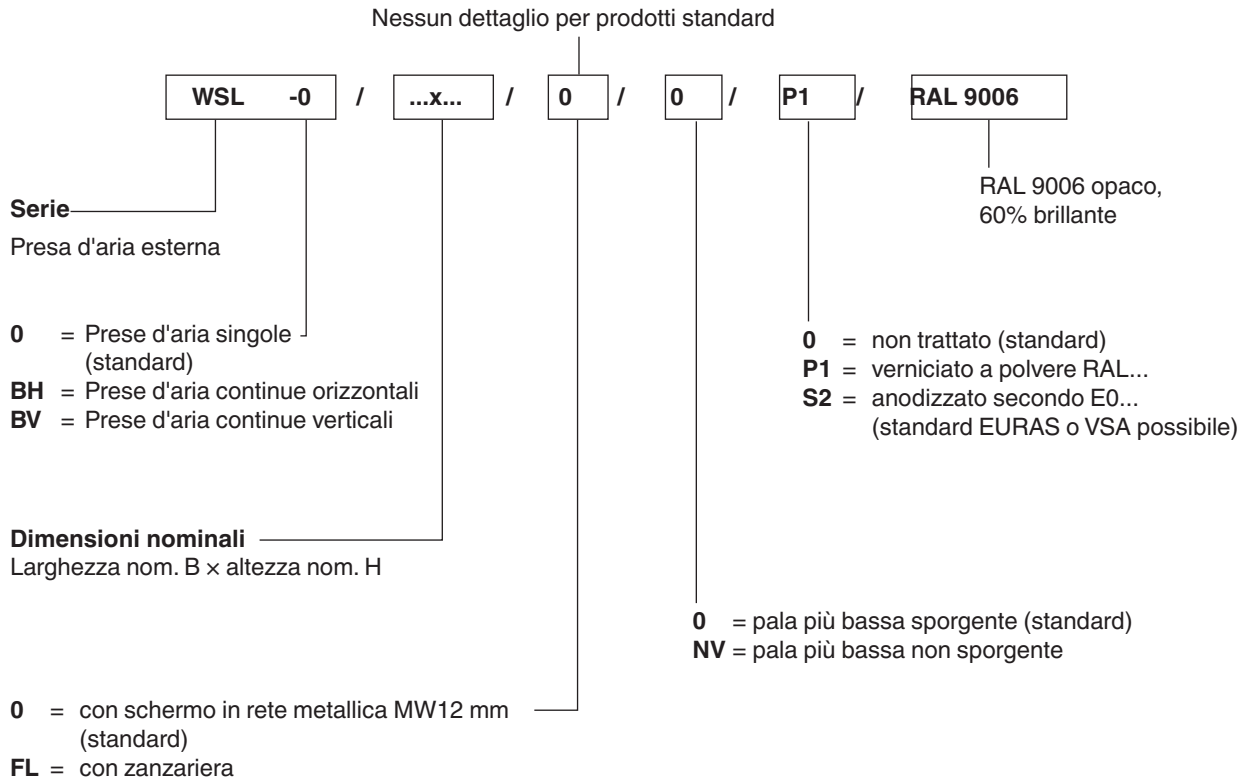 Nessun dettaglio per prodotti standard
WSL -0 / ...x... / 0 / 0 / P1 / RAL 9006
RAL 9006 opaco,
60% brillante
Serie
Presa d'aria esterna
0 = Prese d'aria singole
(standard)
BH = Prese d'aria continue orizzontali
BV = Prese d'aria continue verticali
0 = non trattato (standard)
P1 = verniciato a polvere RAL...
S2 = anodizzato secondo E0...
(standard EURAS o VSA possibile)
Dimensioni nominali
Larghezza nom. B × altezza nom. H
0 = pala più bassa sporgente (standard)
NV = pala più bassa non sporgente
0 = con schermo in rete metallica MW12 mm
(standard)
FL = con zanzariera